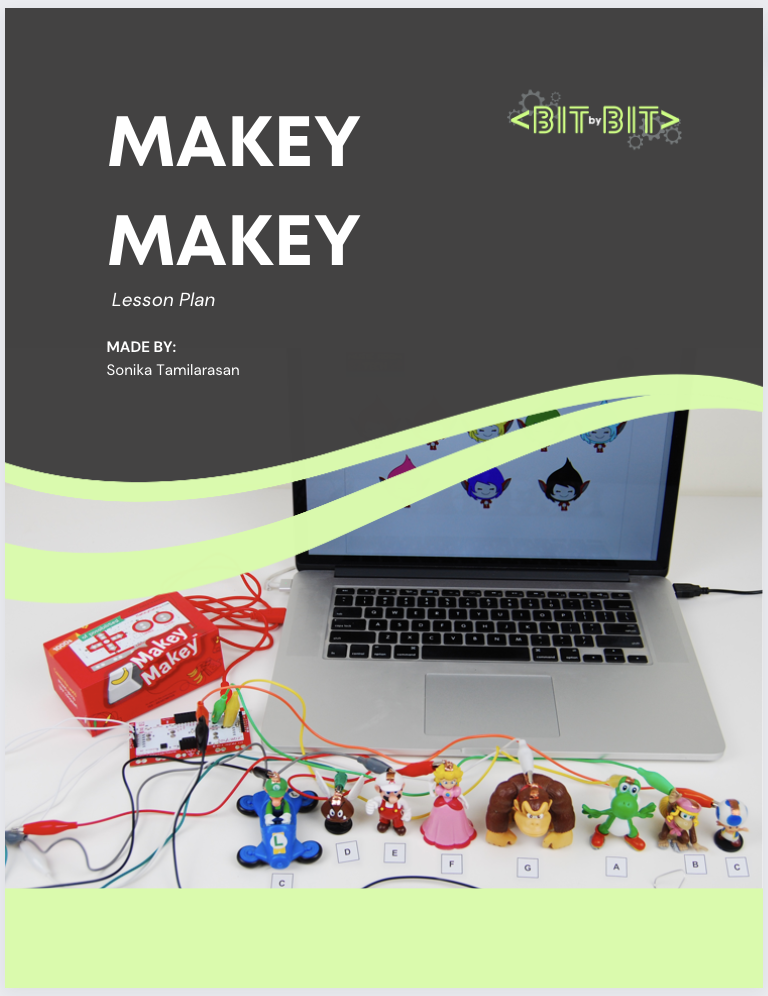 MAKEY
<BIT by BIT>
MAKEY
Lesson Plan
MADE BY:
Sonika Tamilarasan
Makey
Makey
L
C
D
E
F
G
A
B
C